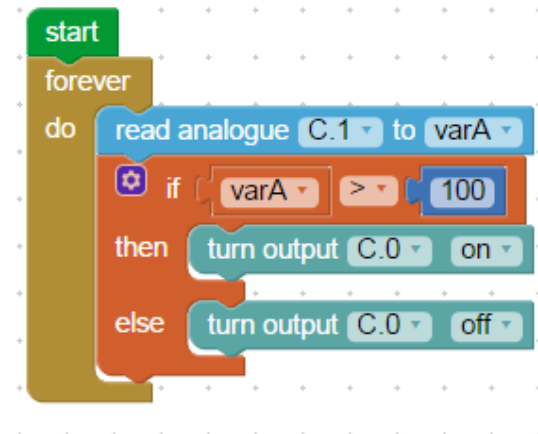 start
forever
do read analogue C.1 to varA
if varA > 100
then turn output C.0 on
else turn output C.0 off